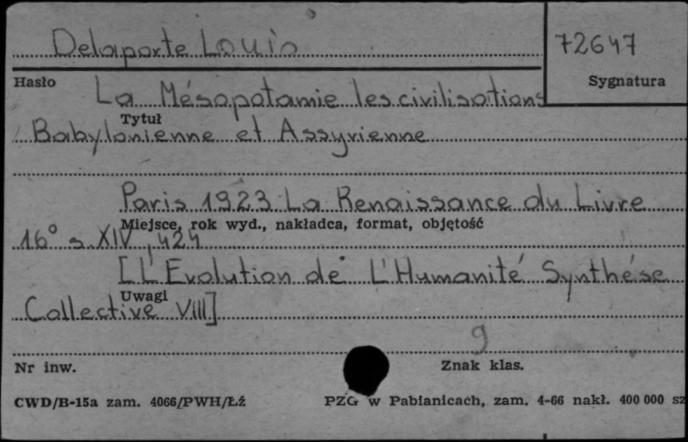 Delaporte Louis
72647
Hasło
Sygnatura
La Mésopotamie les civilisations
Tytuł
Babylonienne et Assyrienne
Paris 1923 La Renaissance du Livre
Miejsce, rok wyd., nakładca, format, objętość
16° s. XIV, 424
[L'Evolution de L'Humanité Synthése
Uwagi
Collective VIII]
9
Nr inw.
Znak klas.
CWD/B-15a zam. 4066/PWH/Łź
PZG w Pabianicach, zam. 4-66 nakł. 400 000 sz